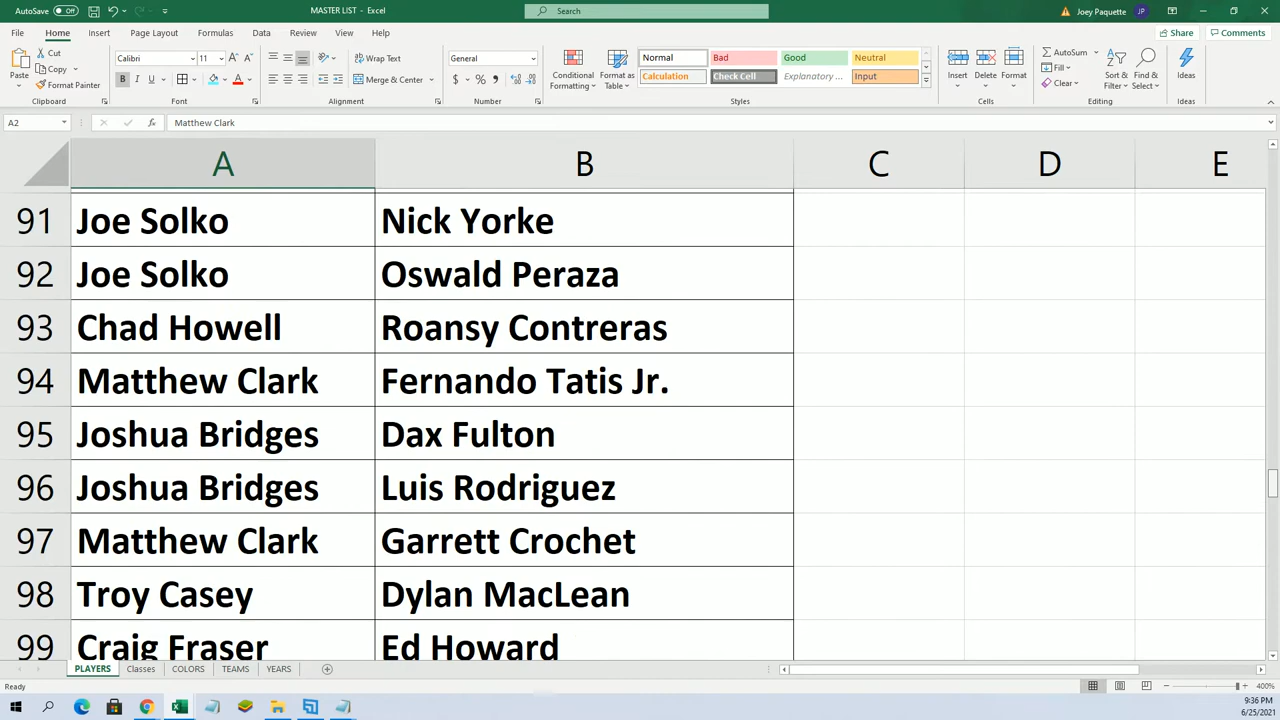 AutoSave Off MASTER LIST - Excel Search Joey Paquette JP
File Home Insert Page Layout Formulas Data Review View Help Share Comments
Paste Cut Copy Format Painter Clipboard
Calibri 11 A A B I U A Font
Wrap Text Merge & Center Alignment
General $ % 9 Number
Conditional Formatting Format as Table
Normal Bad Good Neutral
Calculation Check Cell Explanatory ... Input
Styles
Insert Delete Format Cells
AutoSum Fill Clear Sort & Filter Find & Select Editing
Ideas Ideas
A2 fx Matthew Clark
A B C D E
91 Joe Solko Nick Yorke
92 Joe Solko Oswald Peraza
93 Chad Howell Roansy Contreras
94 Matthew Clark Fernando Tatis Jr.
95 Joshua Bridges Dax Fulton
96 Joshua Bridges Luis Rodriguez
97 Matthew Clark Garrett Crochet
98 Troy Casey Dylan MacLean
99 Craig Fraser Ed Howard
PLAYERS Classes COLORS TEAMS YEARS
Ready 400%
9:36 PM
6/25/2021